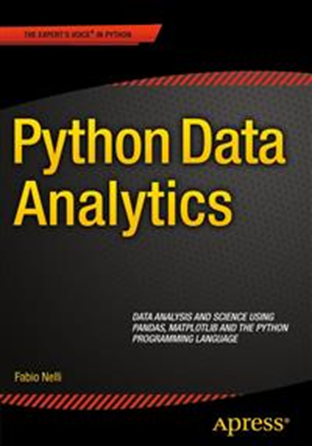 THE EXPERT'S VOICE® IN PYTHON
Python Data
Analytics
DATA ANALYSIS AND SCIENCE USING
PANDAS, MATPLOTLIB AND THE PYTHON
PROGRAMMING LANGUAGE
Fabio Nelli
Apress®